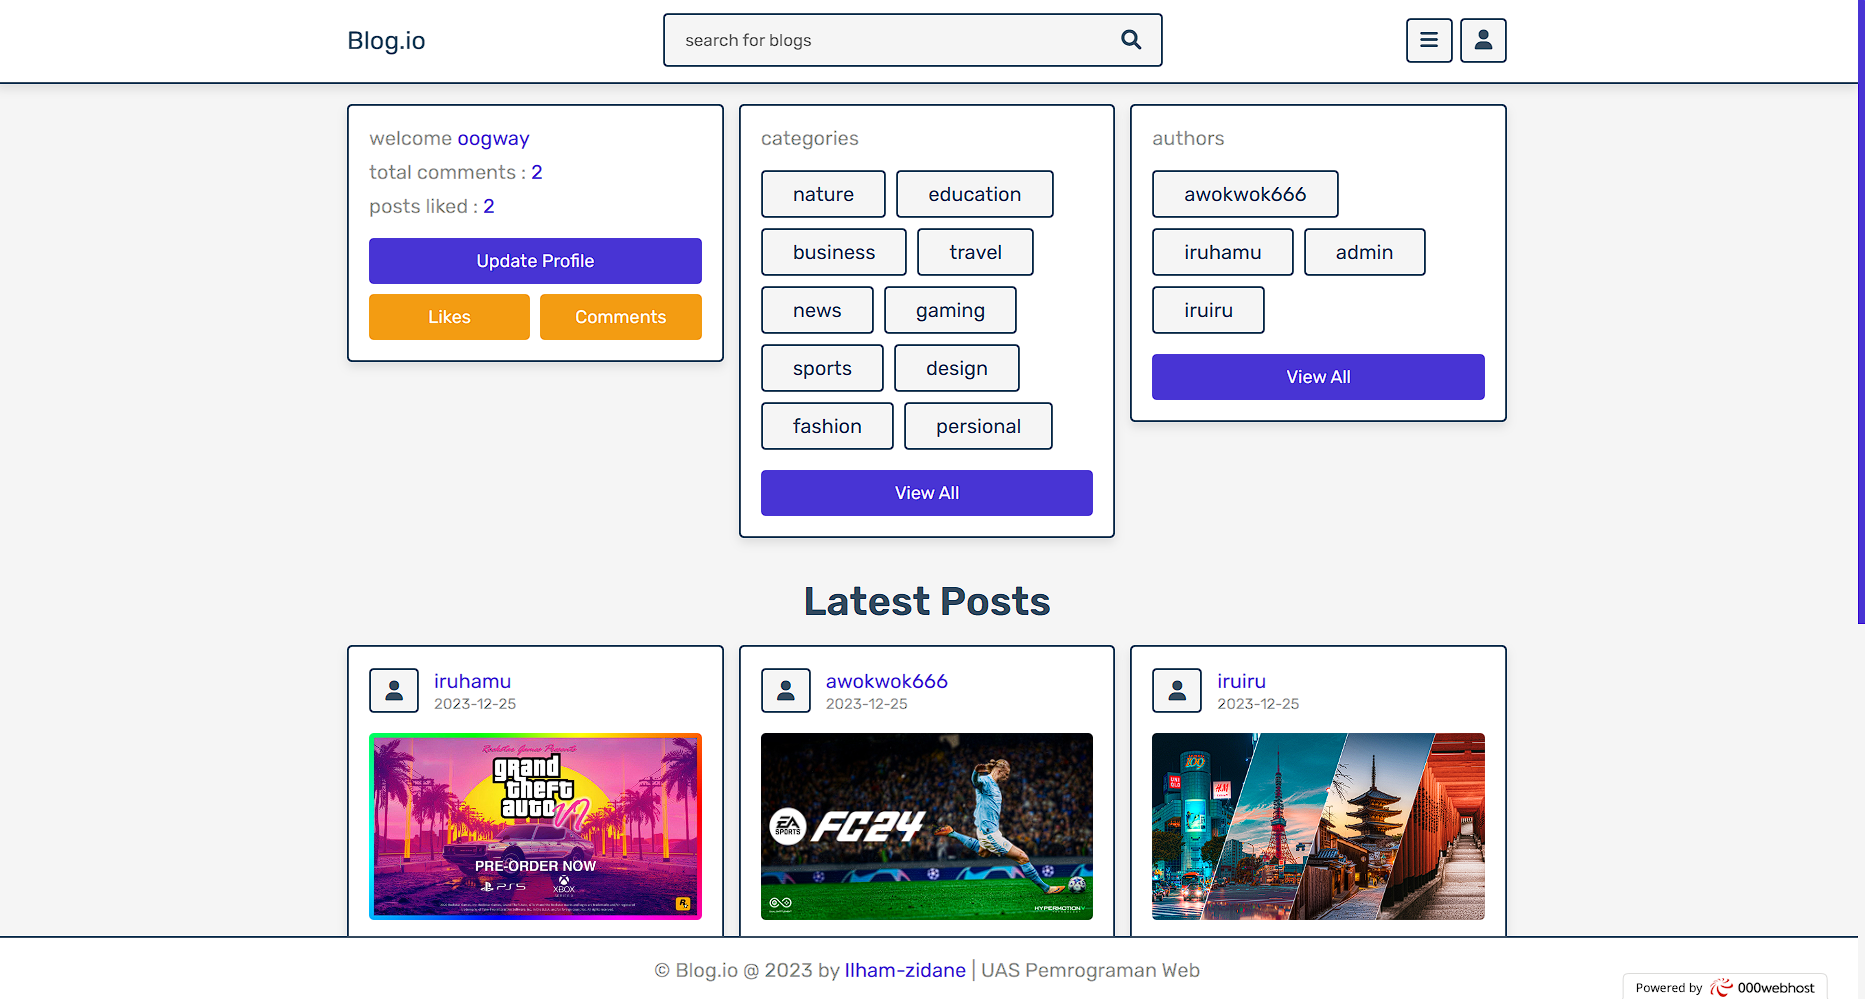 Blog.io
search for blogs
welcome oogway
total comments : 2
posts liked : 2
Update Profile
Likes
Comments
categories
nature
education
business
travel
news
gaming
sports
design
fashion
persional
View All
authors
awokwok666
iruhamu
admin
iruiru
View All
Latest Posts
iruhamu
2023-12-25
Rockstar Games Presents
grand
theft
auto
VI
PRE-ORDER NOW
PS5
XBOX
awokwok666
2023-12-25
EA
SPORTS
FC24
HYPERMOTION
iruiru
2023-12-25
109
UNI
QLO
H&M
© Blog.io @ 2023 by Ilham-zidane | UAS Pemrograman Web
Powered by 000webhost